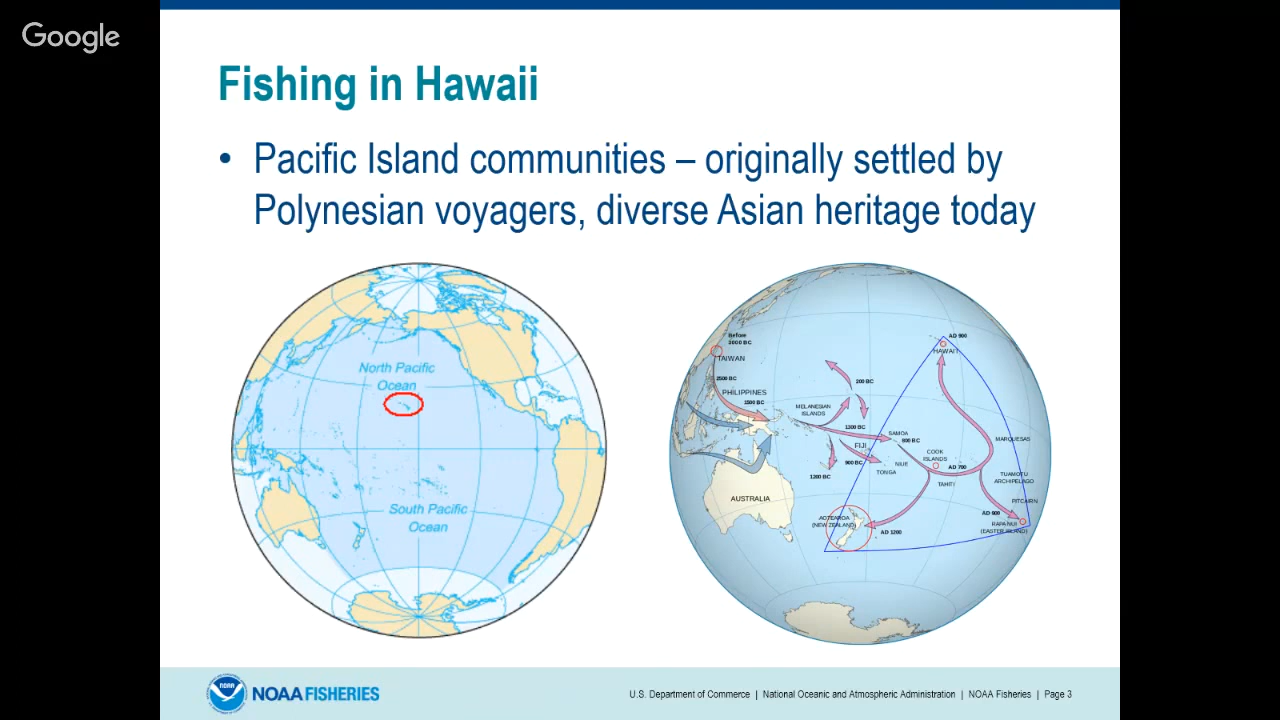 Google
Fishing in Hawaii
• Pacific Island communities – originally settled by
Polynesian voyagers, diverse Asian heritage today
North Pacific
Ocean
South Pacific
Ocean
Before
3000 BC
TAIWAN
2500 BC
PHILIPPINES
1500 BC
MELANESIAN
ISLANDS
200 BC
1300 BC
FIJI
900 BC
1200 BC
SAMOA
800 BC
NIUE
TONGA
COOK
ISLANDS
AD 700
TAHITI
AD 900
HAWAI'I
MARQUESAS
TUAMOTU
ARCHIPELAGO
PITCAIRN
RAPA NUI
(EASTER ISLAND)
AUSTRALIA
AOTEAROA
(NEW ZEALAND)
AD 1200
NOAA
NOAA FISHERIES
U.S. Department of Commerce | National Oceanic and Atmospheric Administration | NOAA Fisheries | Page 3